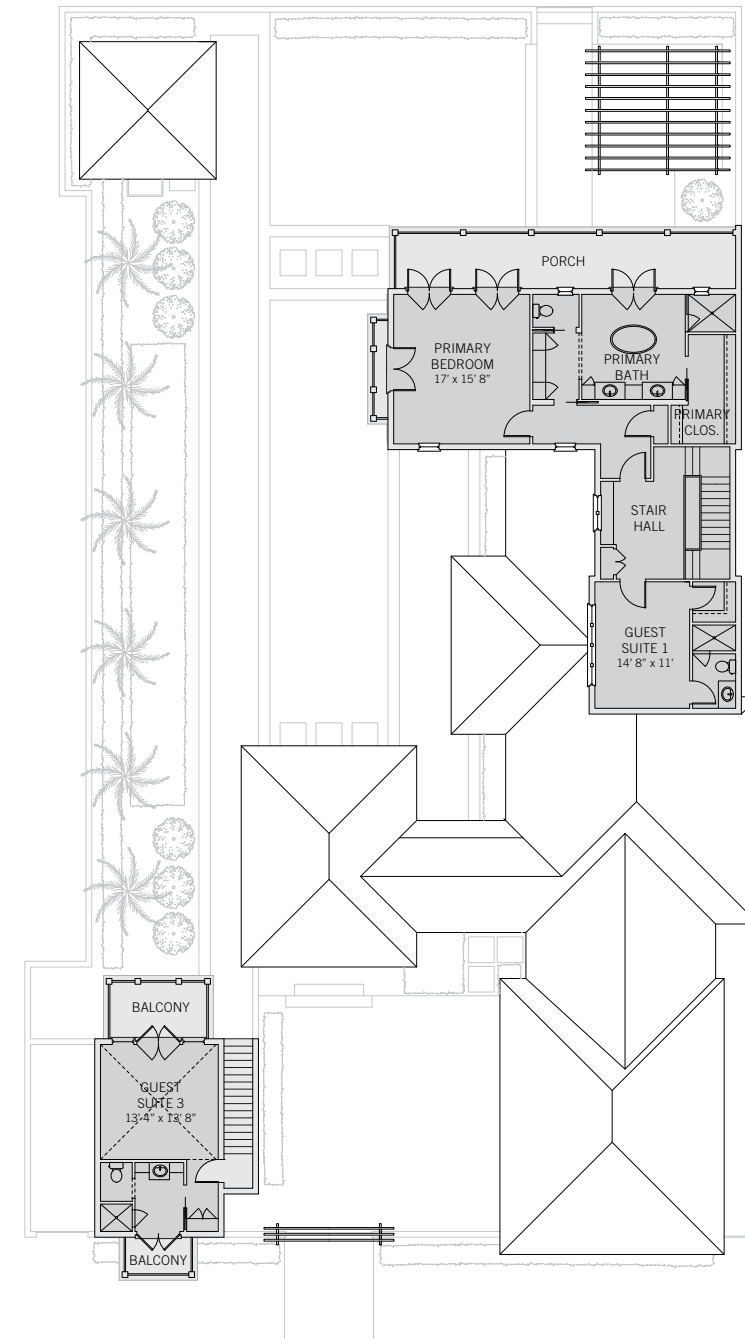 PORCH
PRIMARY
BEDROOM
17' x 15' 8"
PRIMARY
BATH
PRIMARY
CLOS.
STAIR
HALL
GUEST
SUITE 1
14' 8" x 11'
BALCONY
GUEST
SUITE 3
13' 4" x 13' 8"
BALCONY